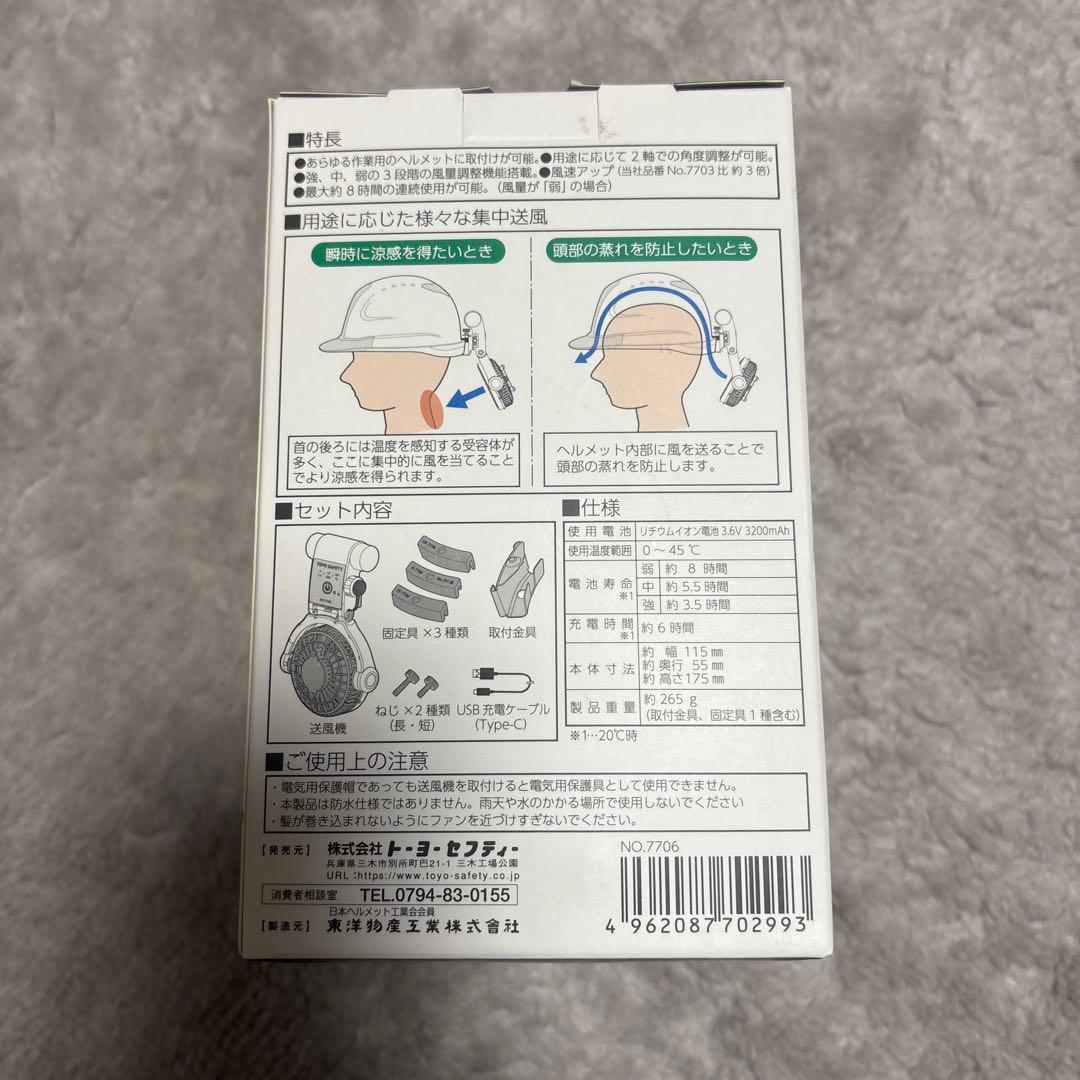 ■特長
●あらゆる作業用のヘルメットに取付けが可能。●用途に応じて2軸での角度調整が可能。
●強、中、弱の3段階の風量調整機能搭載。●風速アップ(当社品番No.7703比 約3倍)
●最大約8時間の連続使用が可能。(風量が「弱」の場合)
■用途に応じた様々な集中送風
瞬時に涼感を得たいとき
首の後ろには温度を感知する受容体が
多く、ここに集中的に風を当てること
でより涼感を得られます。
頭部の蒸れを防止したいとき
ヘルメット内部に風を送ることで
頭部の蒸れを防止します。
■セット内容
TOYO SAFETY
送風機
固定具×3種類
取付金具
ねじ×2種類
(長・短)
USB充電ケーブル
(Type-C)
■仕様
使用電池 リチウムイオン電池 3.6V 3200mAh
使用温度範囲 0～45℃
電池寿命※1 弱 約 8 時間
中 約5.5時間
強 約3.5時間
充電時間※1 約6時間
本体寸法 約 幅 115㎜
約奥行 55㎜
約高さ175㎜
製品重量 約265g
(取付金具、固定具1種含む)
※1…20℃時
■ご使用上の注意
・電気用保護帽であっても送風機を取付けると電気用保護具として使用できません。
・本製品は防水仕様ではありません。雨天や水のかかる場所で使用しないでください
・髪が巻き込まれないようにファンを近づけすぎないでください。
【発売元】 株式会社 トーヨーセフティー
兵庫県三木市別所町巴21-1 三木工場公園
URL:https://www.toyo-safety.co.jp
消費者相談室 TEL.0794-83-0155
日本ヘルメット工業会会員
【製造元】 東洋物産工業株式會社
NO.7706
4 962087 702993